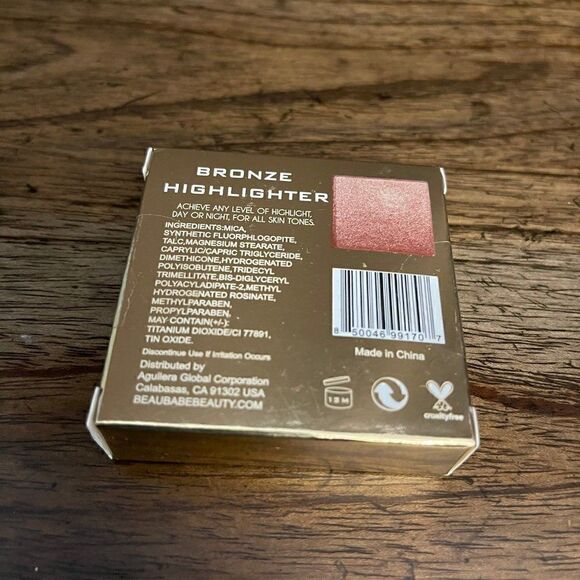 BRONZE
HIGHLIGHTER
ACHIEVE ANY LEVEL OF HIGHLIGHT,
DAY OR NIGHT, FOR ALL SKIN TONES.
INGREDIENTS:MICA,
SYNTHETIC FLUORPHLOGOPITE,
TALC,MAGNESIUM STEARATE,
CAPRYLIC/CAPRIC TRIGLYCERIDE,
DIMETHICONE,HYDROGENATED
POLYISOBUTENE,TRIDECYL
TRIMELLITATE,BIS-DIGLYCERYL
POLYACYLADIPATE-2,METHYL
HYDROGENATED ROSINATE,
METHYLPARABEN,
PROPYLPARABEN,
MAY CONTAIN(+/-):
TITANIUM DIOXIDE/CI 77891,
TIN OXIDE.
Discontinue Use If Irritation Occurs
Distributed by
Aguilera Global Corporation
Calabasas, CA 91302 USA
BEAUBABEBEAUTY.COM
8 50046 99170 7
Made in China
12M
crueltyfree